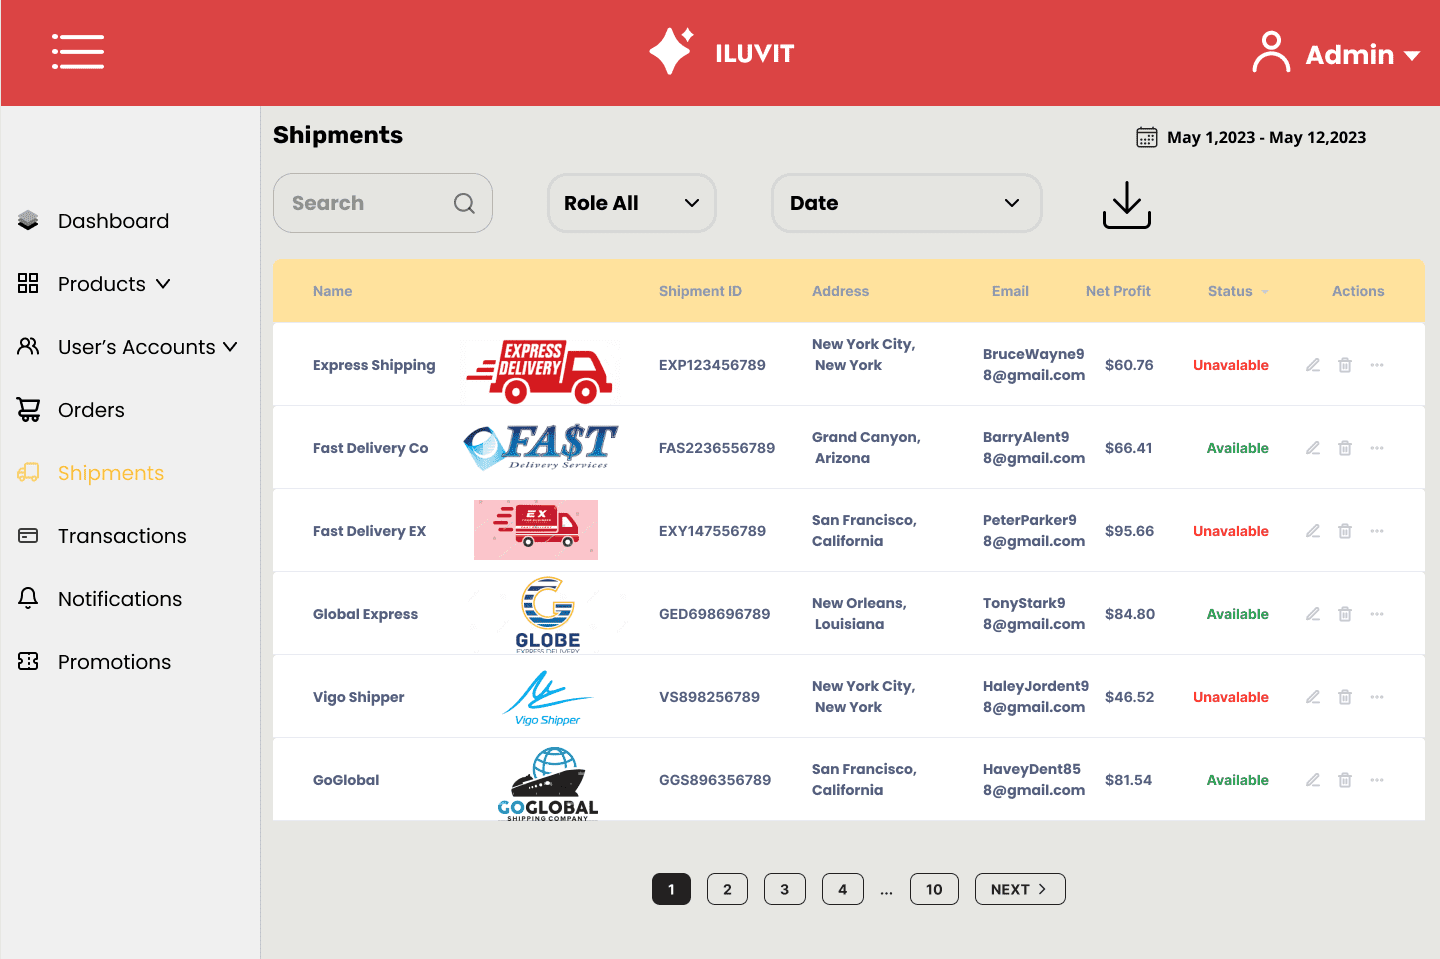 ILUVIT
Admin
Shipments
May 1,2023 - May 12,2023
Search
Role All
Date
Dashboard
Products
User's Accounts
Orders
Shipments
Transactions
Notifications
Promotions
Name Shipment ID Address Email Net Profit Status Actions
Express Shipping
EXPRESS
DELIVERY
EXP123456789
New York City,
New York
BruceWayne9
8@gmail.com
$60.76
Unavalable
Fast Delivery Co
FA$T
Delivery Services
FAS2236556789
Grand Canyon,
Arizona
BarryAlent9
8@gmail.com
$66.41
Available
Fast Delivery EX
EX
EXY147556789
San Francisco,
California
PeterParker9
8@gmail.com
$95.66
Unavalable
Global Express
G
GLOBE
EXPRESS DELIVERY
GED698696789
New Orleans,
Louisiana
TonyStark9
8@gmail.com
$84.80
Available
Vigo Shipper
Vigo Shipper
VS898256789
New York City,
New York
HaleyJordent9
8@gmail.com
$46.52
Unavalable
GoGlobal
GOGLOBAL
SHIPPING COMPANY
GGS896356789
San Francisco,
California
HaveyDent85
8@gmail.com
$81.54
Available
1 2 3 4 ... 10 NEXT